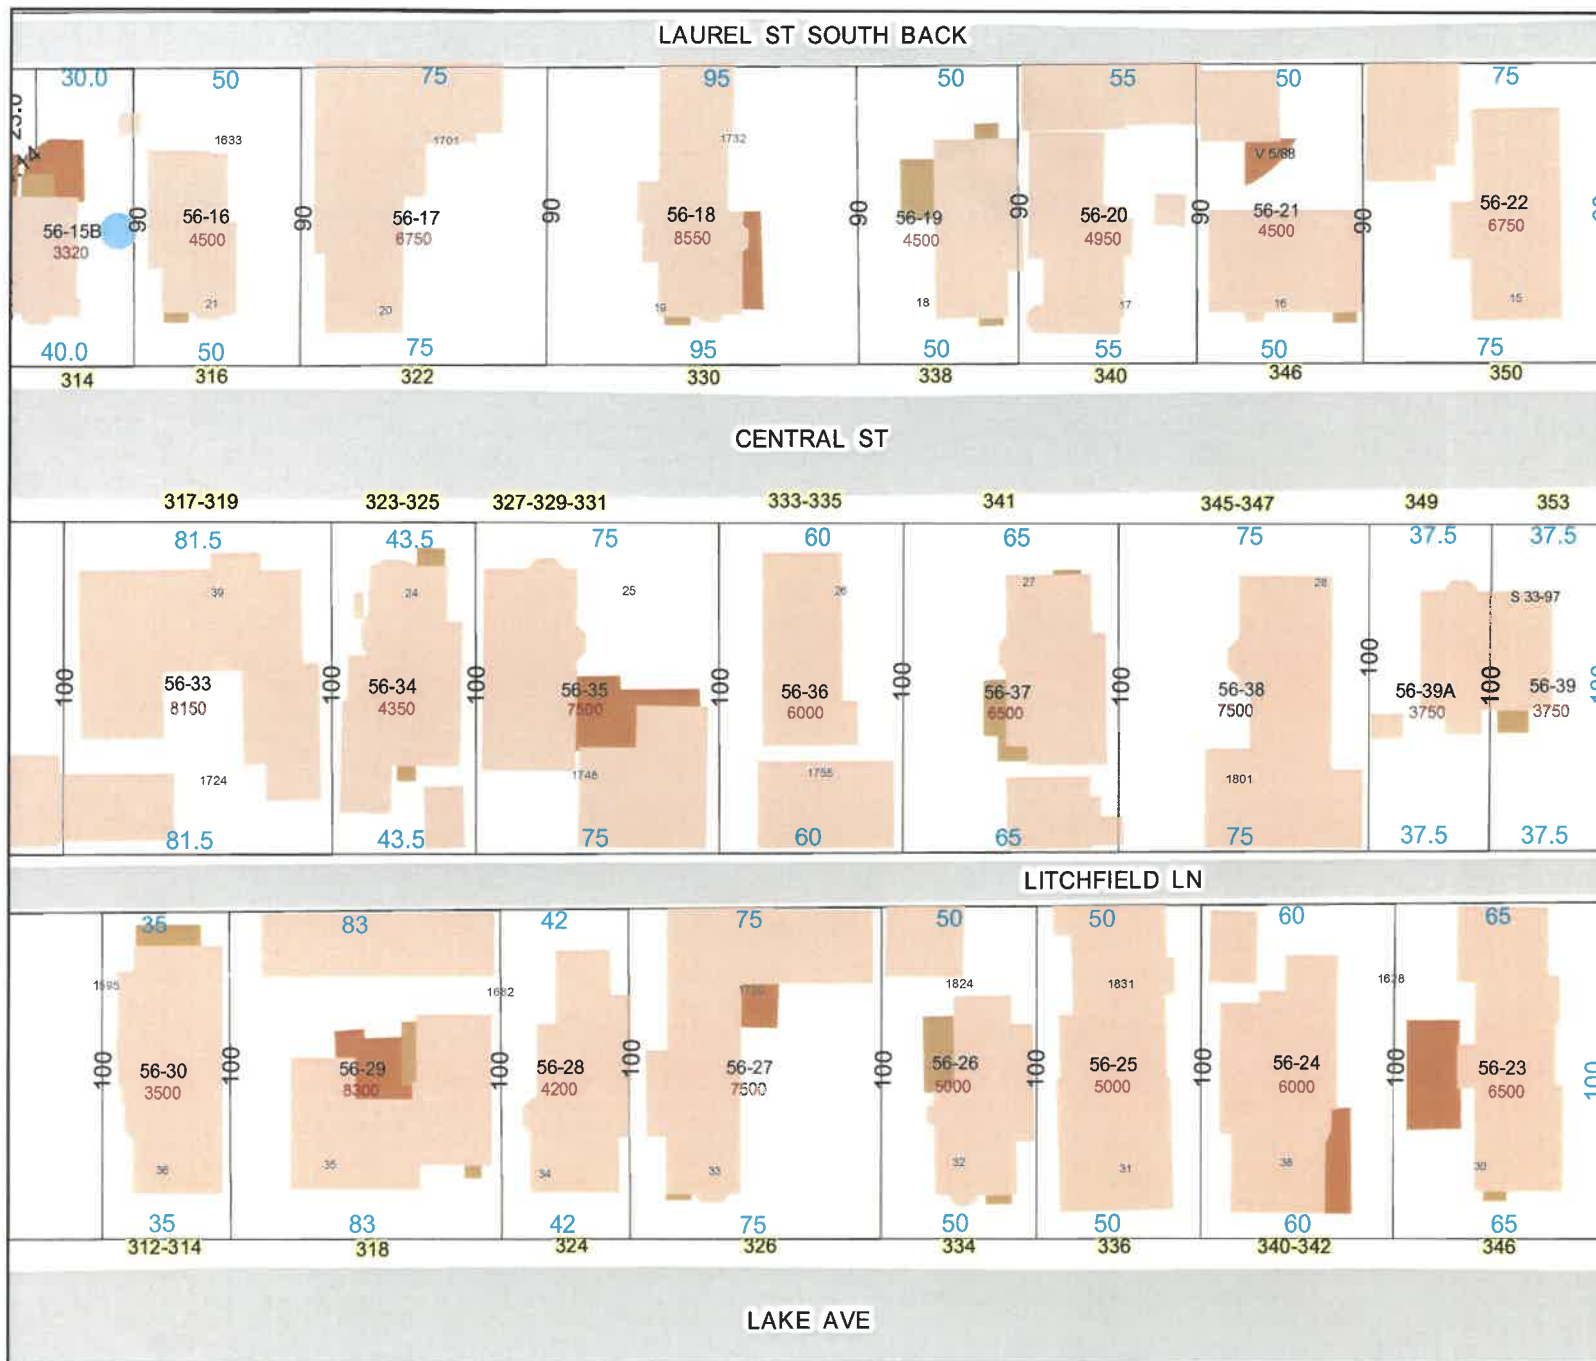 LAUREL ST SOUTH BACK
30.0 50 75 95 50 55 50 75
23.0
1633 1701 1732
V 5/88
90 90 90 90 90 90 90
56-15B 56-16 56-17 56-18 56-19 56-20 56-21 56-22
3320 4500 6750 8550 4500 4950 4500 6750
21 20 19 18 17 16 15
40.0 50 75 95 50 55 50 75
314 316 322 330 338 340 346 350
CENTRAL ST
317-319 323-325 327-329-331 333-335 341 345-347 349 353
81.5 43.5 75 60 65 75 37.5 37.5
39 24 25 26 27 28 S 33-97
100 100 100 100 100 100 100 100 100
56-33 56-34 56-35 56-36 56-37 56-38 56-39A 56-39
8150 4350 7500 6000 6500 7500 3750 3750
1724 1748 1755 1801
81.5 43.5 75 60 65 75 37.5 37.5
LITCHFIELD LN
35 83 42 75 50 50 60 65
1595 1682 1824 1831 1678
100 100 100 100 100 100 100 100
56-30 56-29 56-28 56-27 56-26 56-25 56-24 56-23
3500 8300 4200 7500 5000 5000 6000 6500
36 35 34 33 32 31 38 30
35 83 42 75 50 50 60 65
312-314 318 324 326 334 336 340-342 346
LAKE AVE